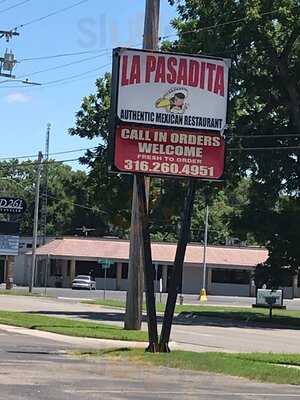 LA PASADITA
AUTHENTIC MEXICAN RESTAURANT
CALL IN ORDERS
WELCOME
FRESH TO ORDER
316.260.4951